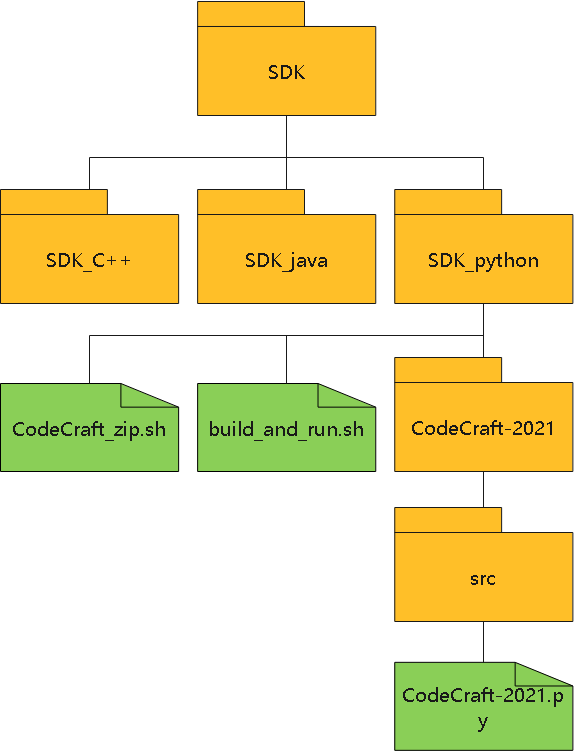 SDK
SDK_C++
SDK_java
SDK_python
CodeCraft_zip.sh
build_and_run.sh
CodeCraft-2021
src
CodeCraft-2021.p
y